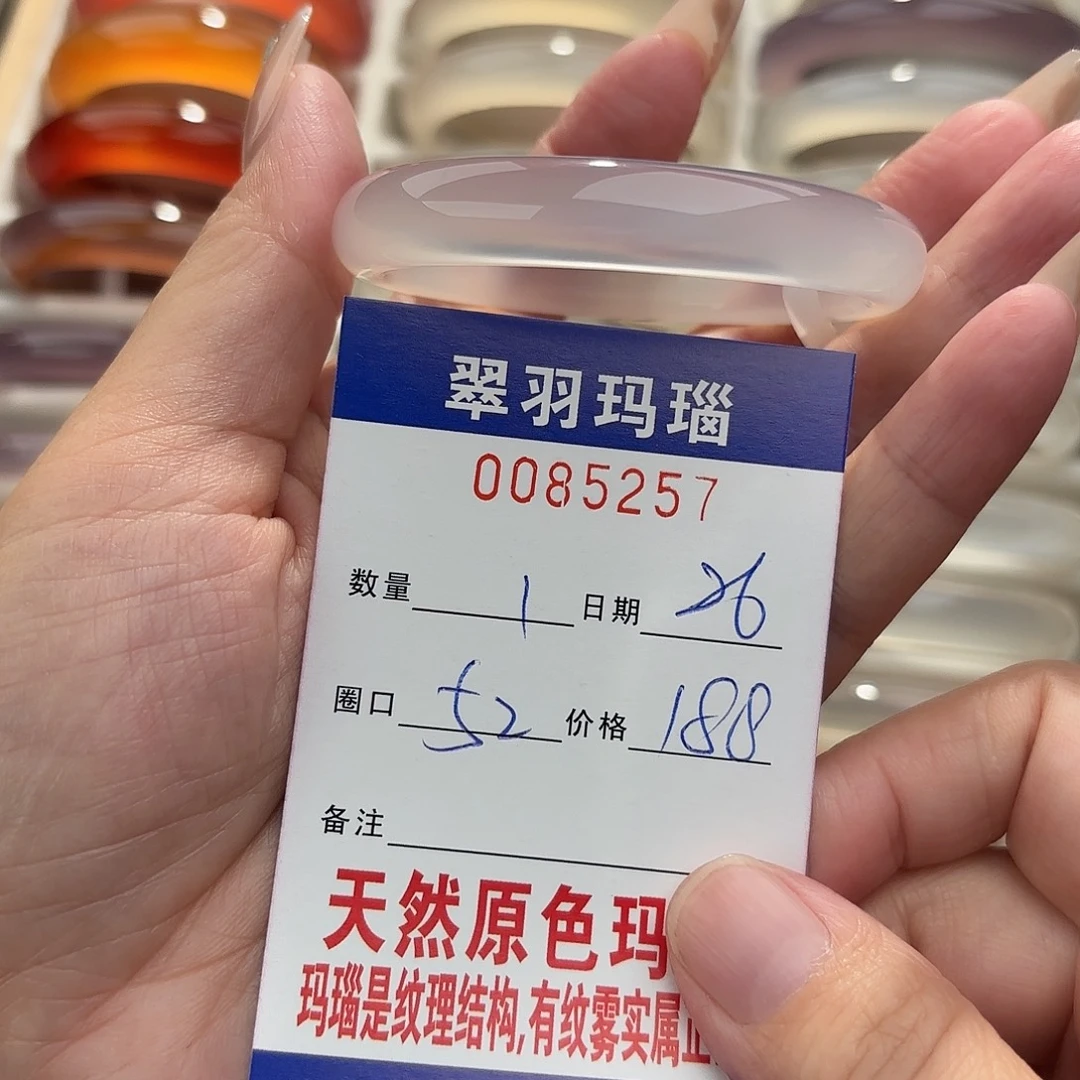 翠羽玛瑙
0085257
数量 1 日期 26
圈口 52 价格 188
备注
天然原色玛
玛瑙是纹理结构,有纹雾实属正